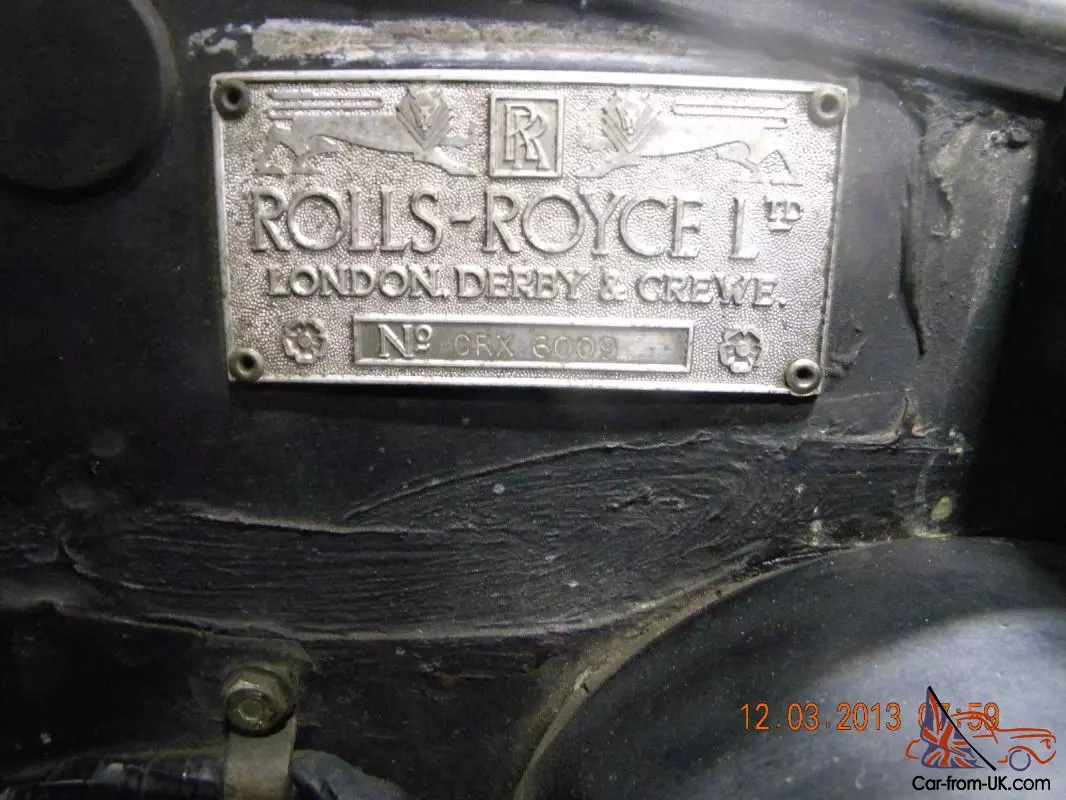 RR
ROLLS-ROYCE LTD
LONDON. DERBY & CREWE.
Nº CRX 6009
12.03.2013 07:59
Car-from-UK.com